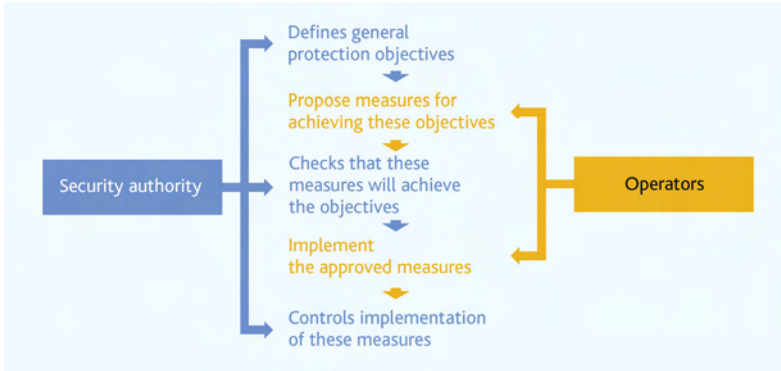 Defines general
protection objectives
Propose measures for
achieving these objectives
Security authority
Checks that these
measures will achieve
the objectives
Operators
Implement
the approved measures
Controls implementation
of these measures